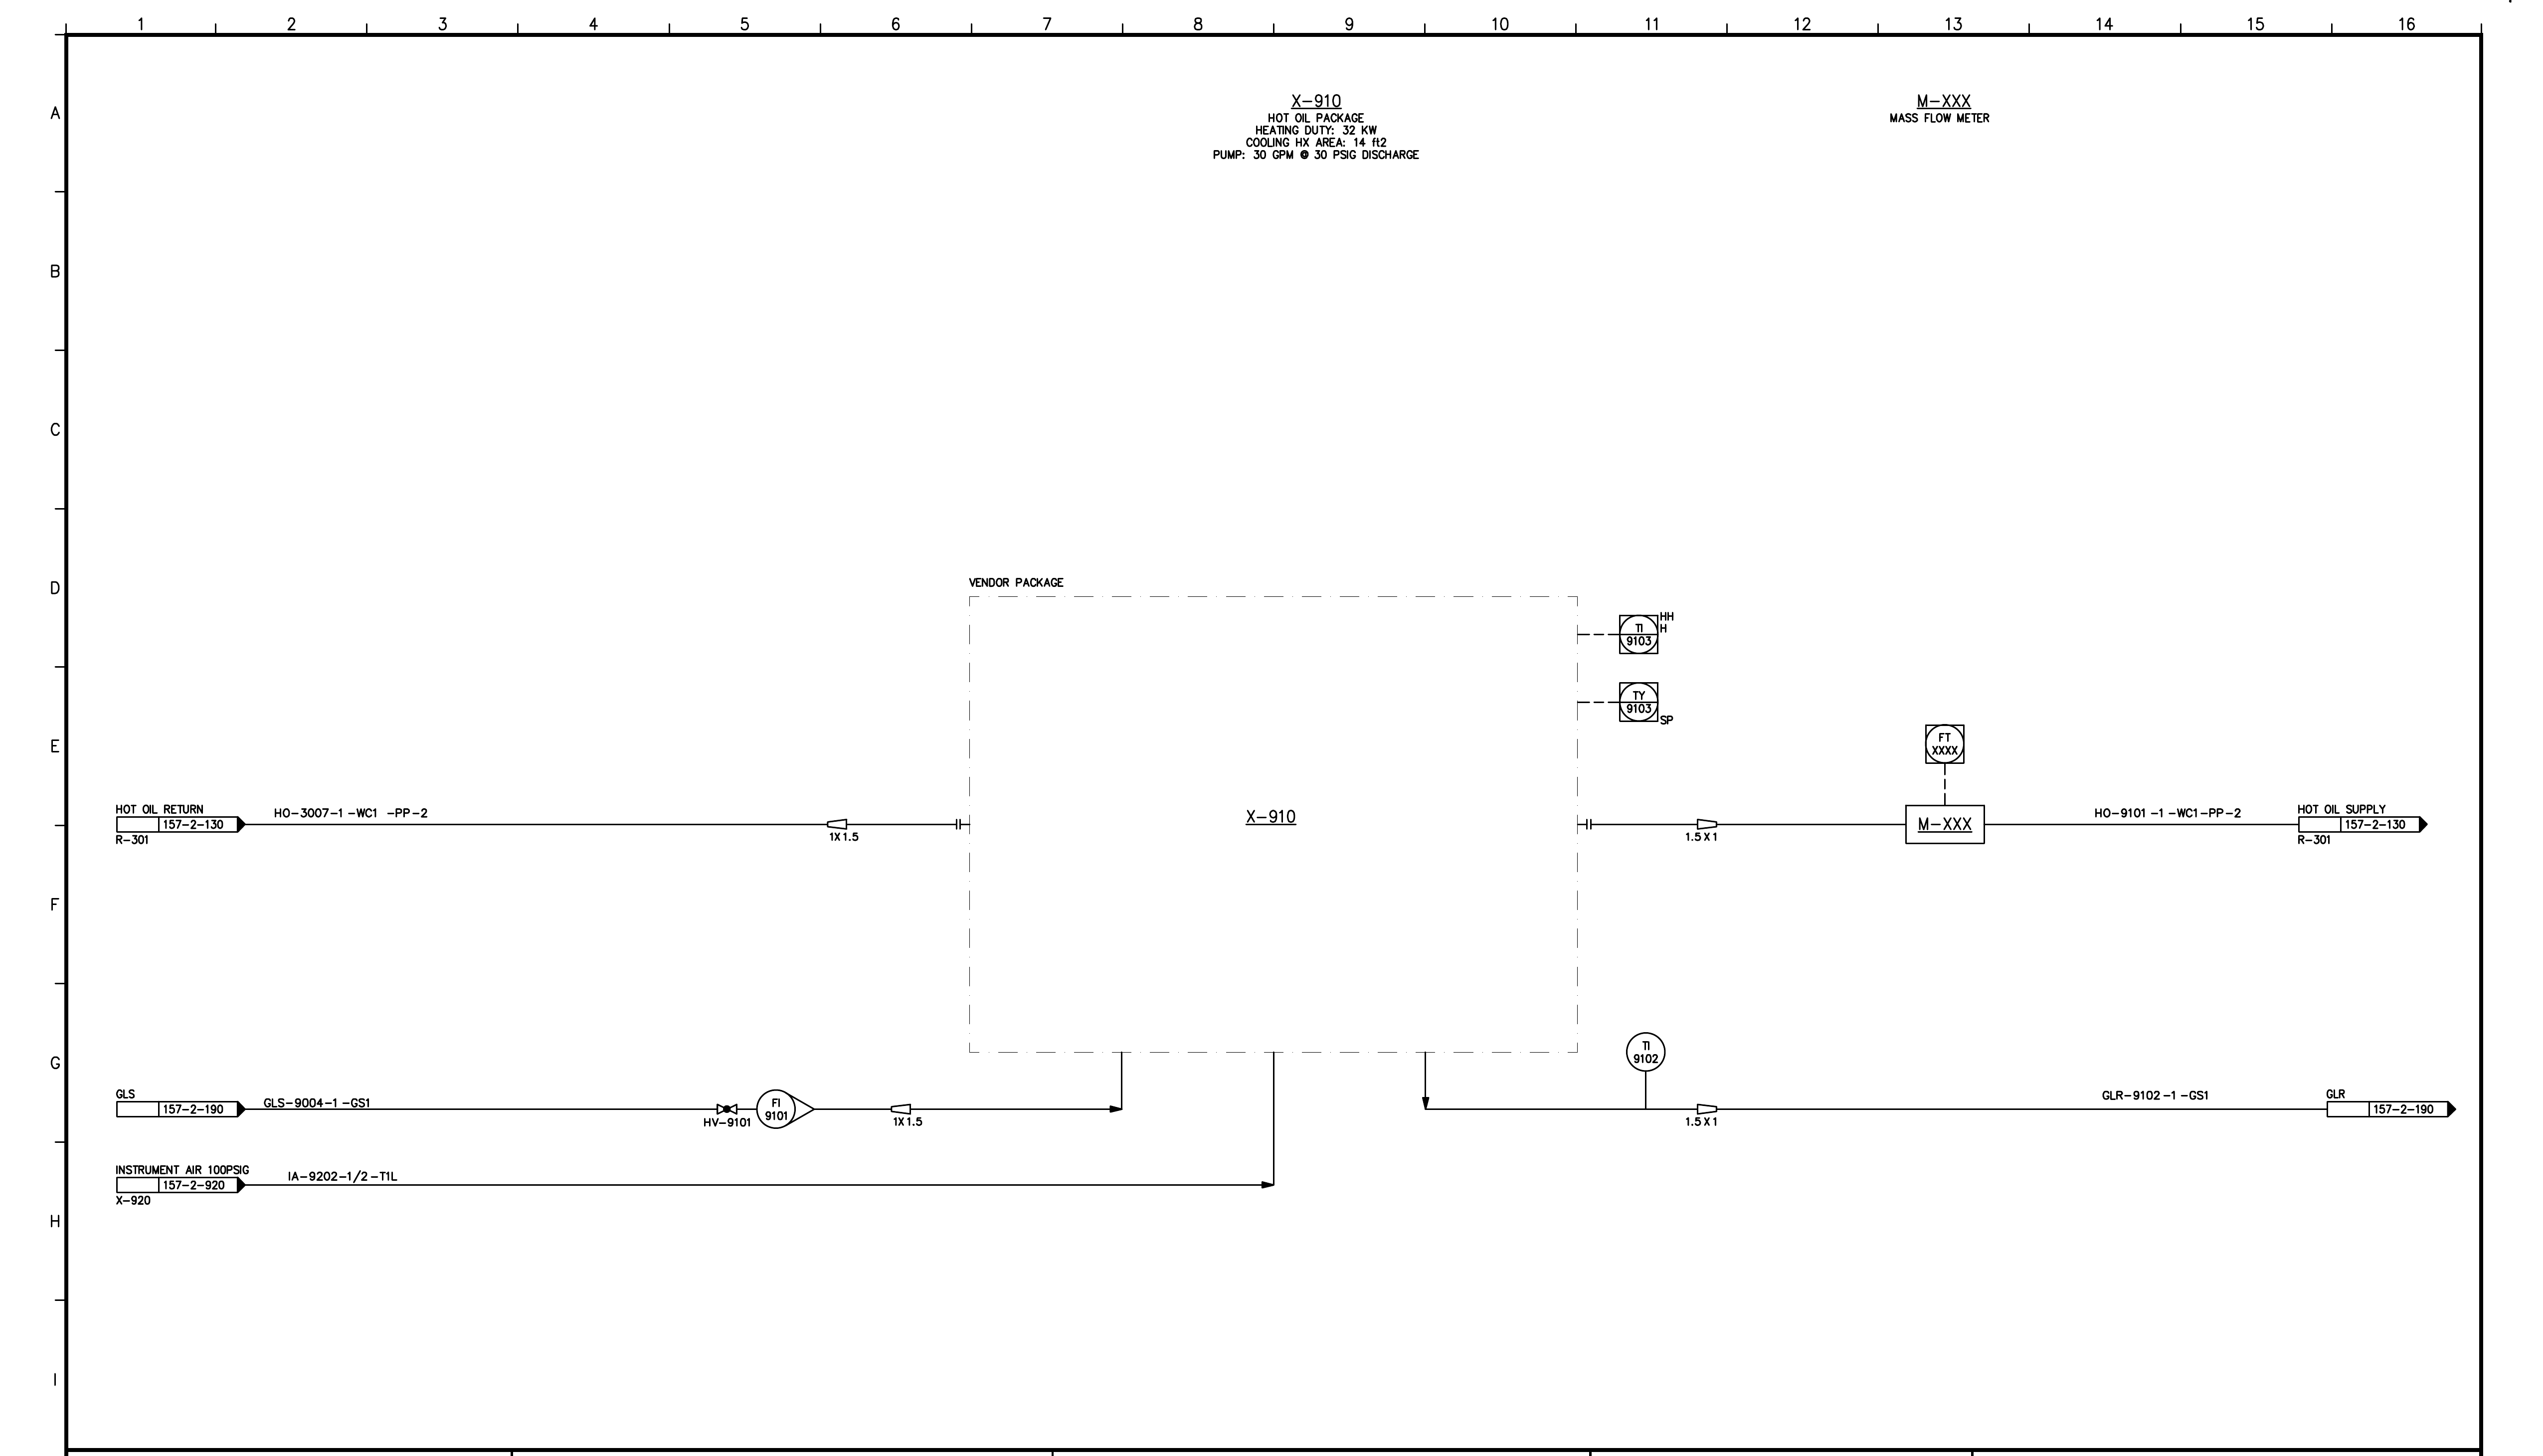 1 2 3 4 5 6 7 8 9 10 11 12 13 14 15 16
A
X-910
HOT OIL PACKAGE
HEATING DUTY: 32 KW
COOLING HX AREA: 14 ft2
PUMP: 30 GPM @ 30 PSIG DISCHARGE
M-XXX
MASS FLOW METER
B
C
D
VENDOR PACKAGE
TI
9103
HH
H
TY
9103
SP
E
FT
XXXX
HOT OIL RETURN
157-2-130
R-301
HO-3007-1-WC1-PP-2
1X1.5
X-910
1.5X1
M-XXX
HO-9101-1-WC1-PP-2
HOT OIL SUPPLY
157-2-130
R-301
F
G
TI
9102
GLS
157-2-190
GLS-9004-1-GS1
HV-9101
FI
9101
1X1.5
1.5X1
GLR-9102-1-GS1
GLR
157-2-190
INSTRUMENT AIR 100PSIG
157-2-920
X-920
IA-9202-1/2-T1L
H
I